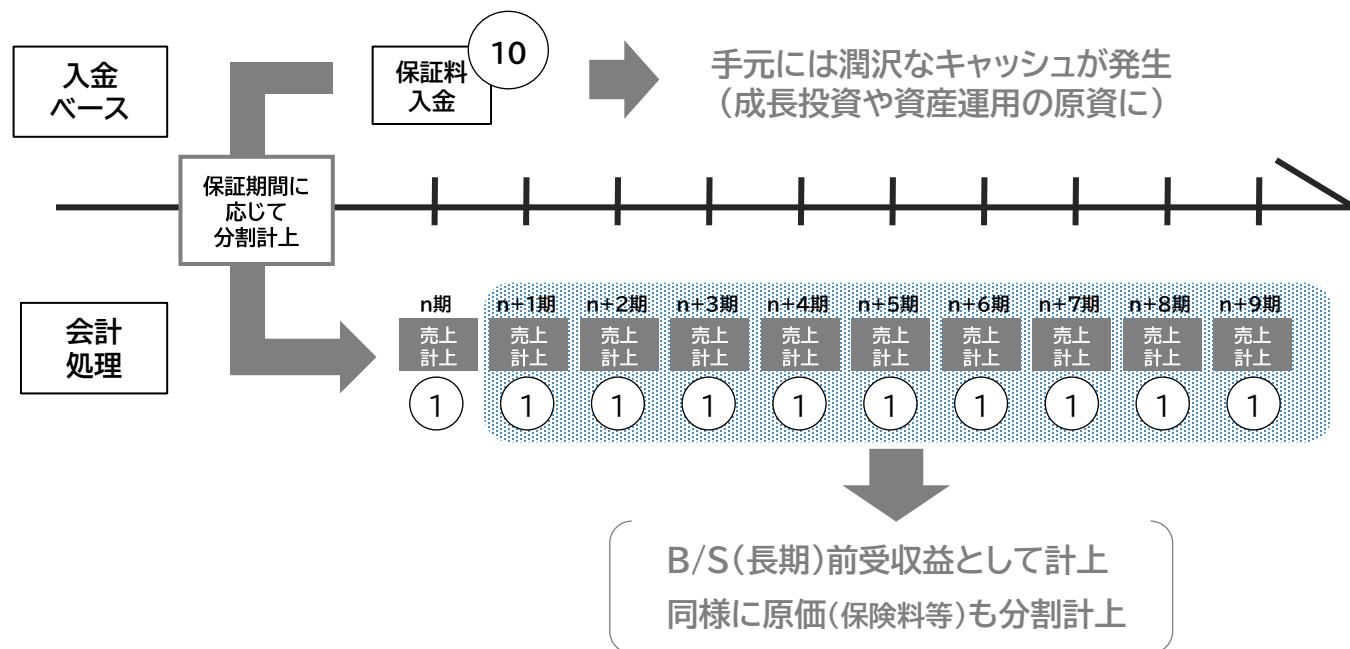 入金
ベース
保証料
入金
10
手元には潤沢なキャッシュが発生
（成長投資や資産運用の原資に）
保証期間に
応じて
分割計上
会計
処理
n期
n+1期
n+2期
n+3期
n+4期
n+5期
n+6期
n+7期
n+8期
n+9期
売上
計上
売上
計上
売上
計上
売上
計上
売上
計上
売上
計上
売上
計上
売上
計上
売上
計上
売上
計上
1
1
1
1
1
1
1
1
1
1
B/S（長期）前受収益として計上
同様に原価（保険料等）も分割計上